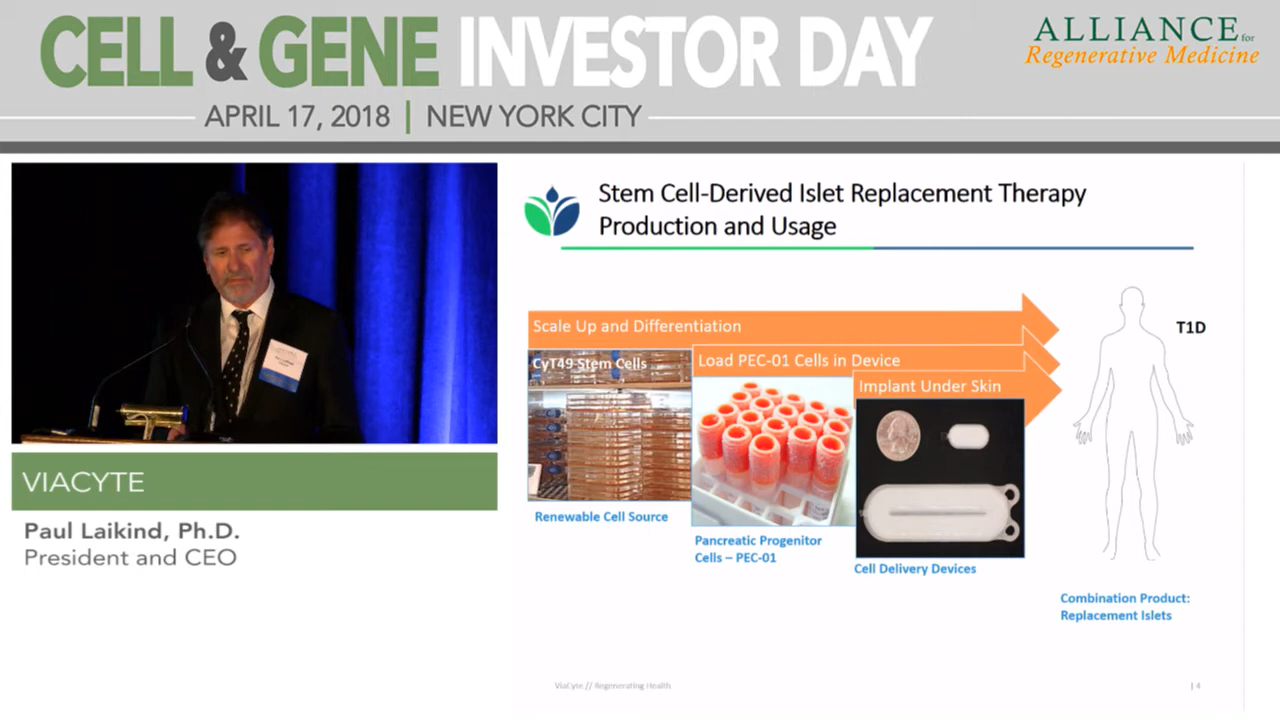 CELL & GENE INVESTOR DAY
APRIL 17, 2018 | NEW YORK CITY
ALLIANCE for
Regenerative Medicine
VIACYTE
Paul Laikind, Ph.D.
President and CEO
Stem Cell-Derived Islet Replacement Therapy
Production and Usage
Scale Up and Differentiation
CyT49 Stem Cells
Load PEC-01 Cells in Device
Implant Under Skin
T1D
Renewable Cell Source
Pancreatic Progenitor
Cells – PEC-01
Cell Delivery Devices
Combination Product:
Replacement Islets
ViaCyte // Regenerating Health
| 4